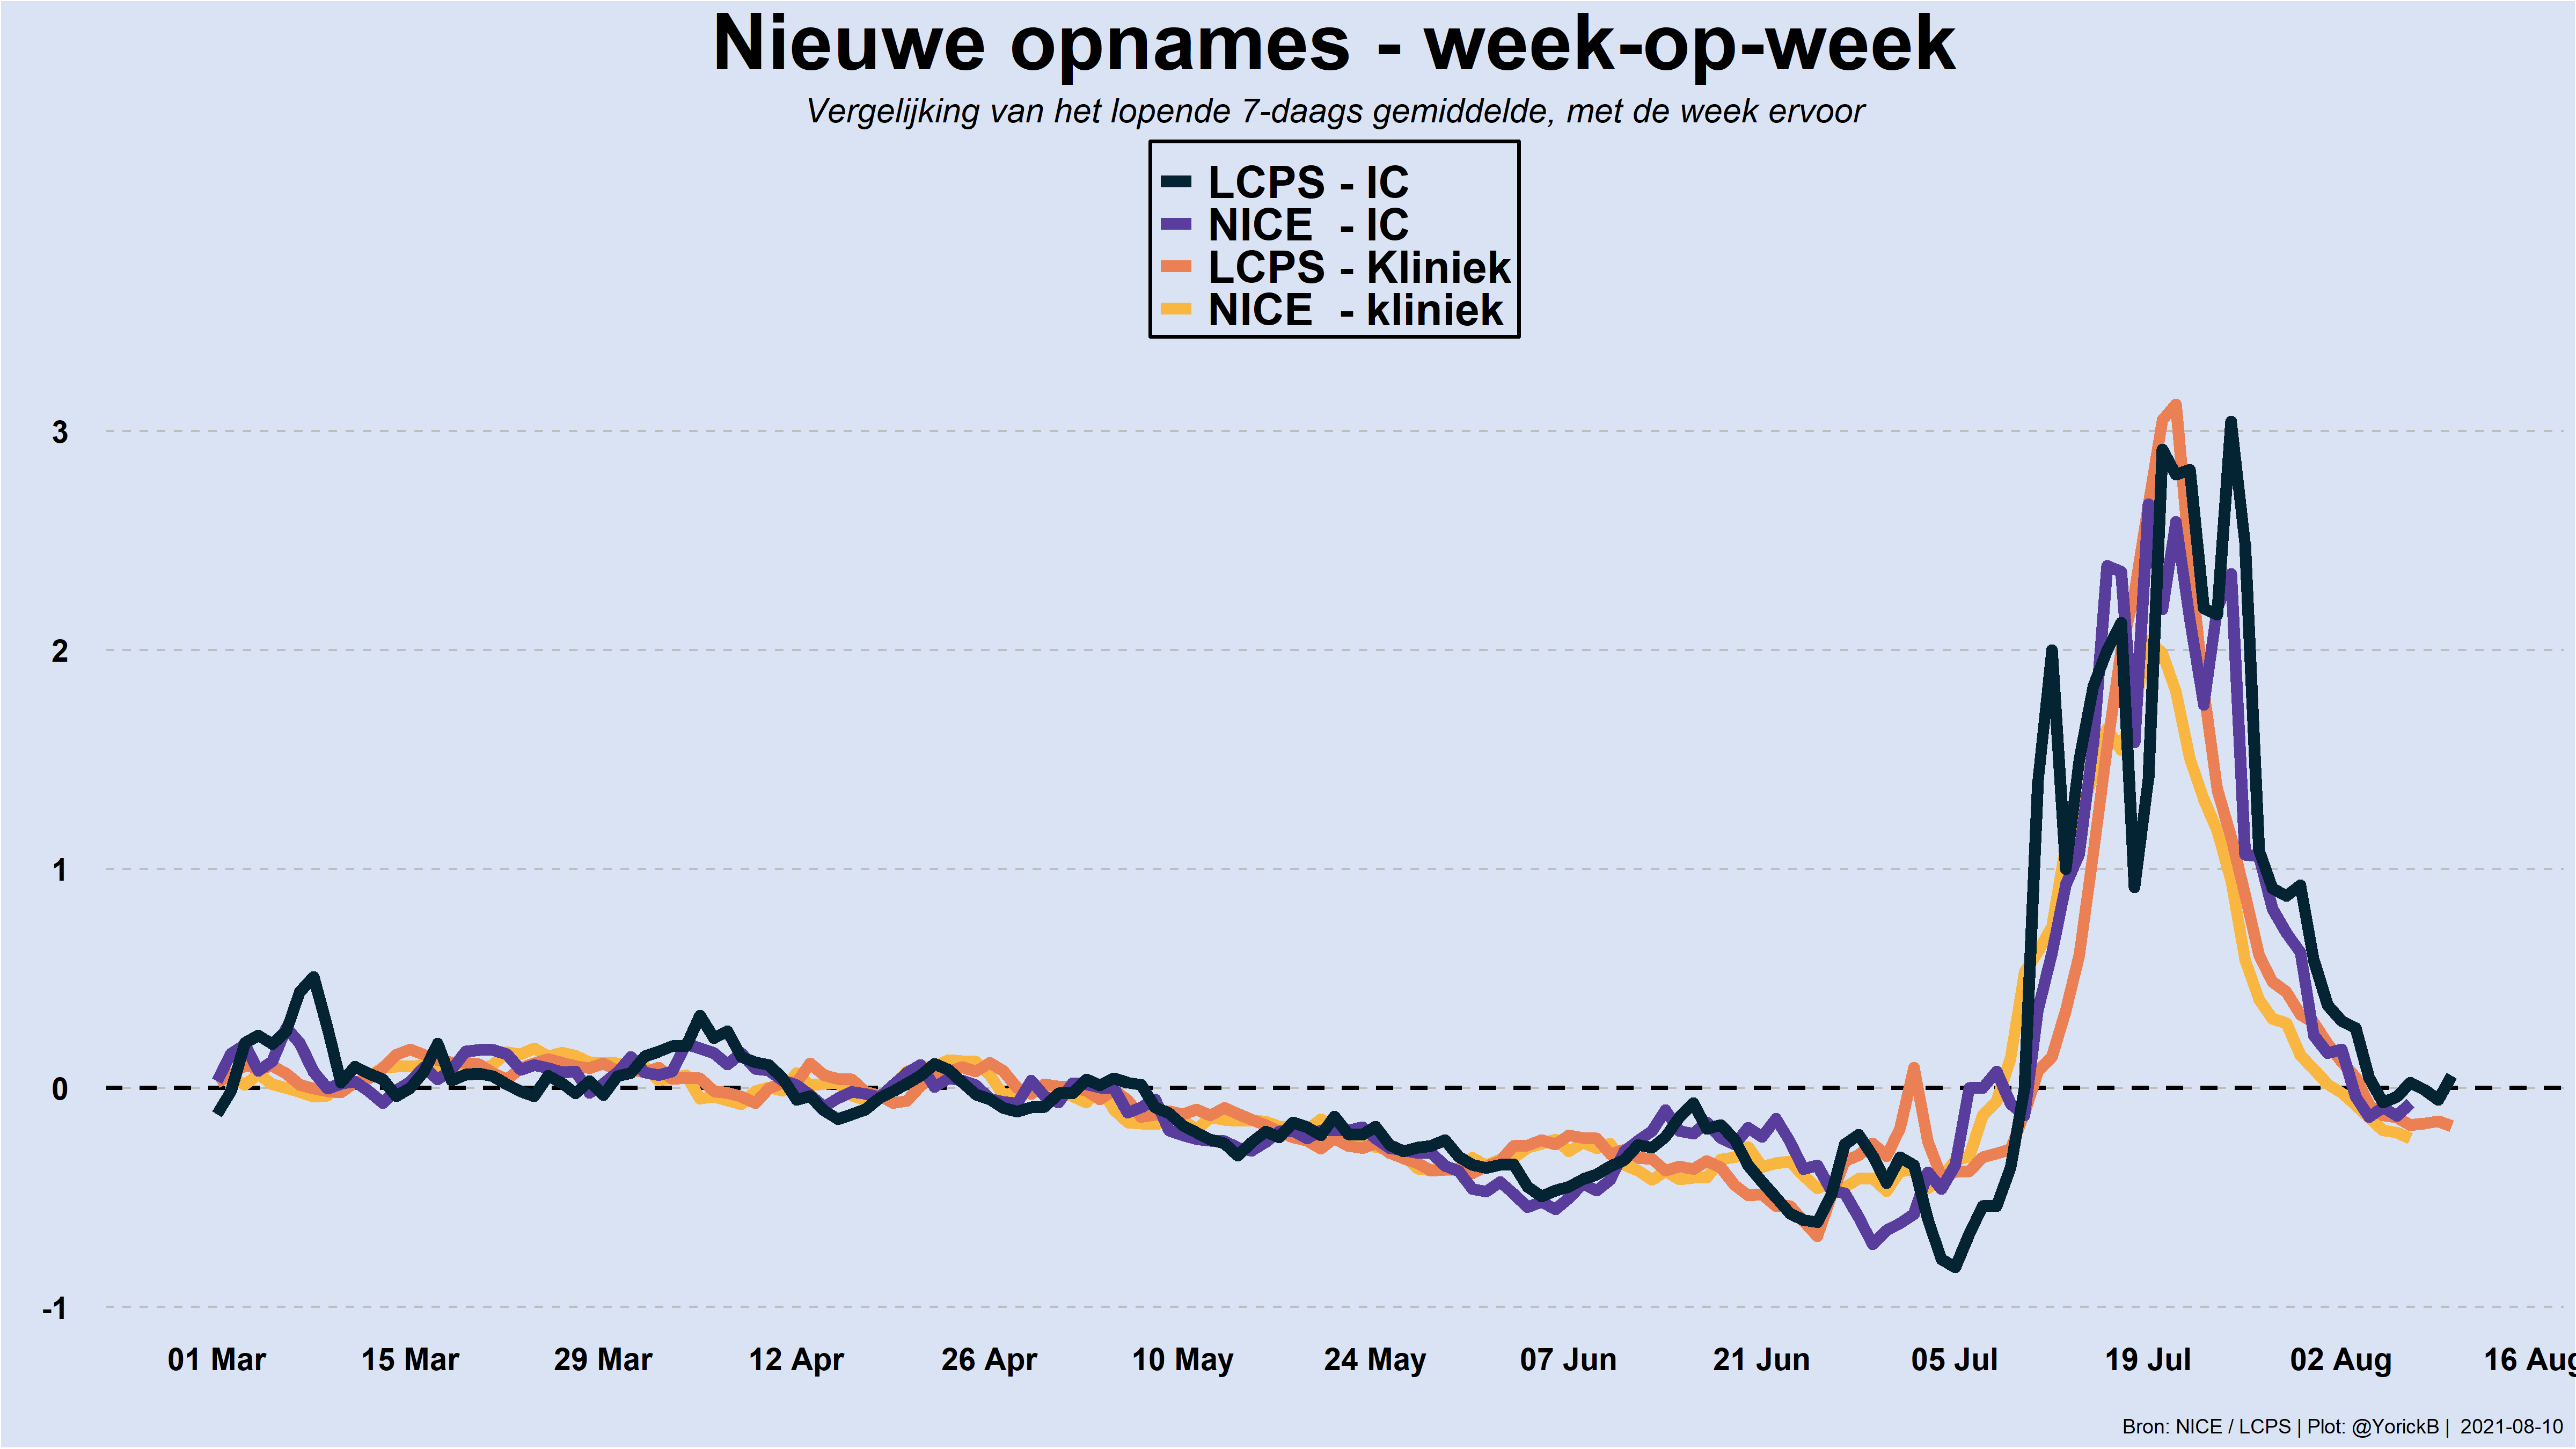 Nieuwe opnames - week-op-week
Vergelijking van het lopende 7-daags gemiddelde, met de week ervoor
LCPS - IC
NICE - IC
LCPS - Kliniek
NICE - kliniek
3
2
1
0
-1
01 Mar 15 Mar 29 Mar 12 Apr 26 Apr 10 May 24 May 07 Jun 21 Jun 05 Jul 19 Jul 02 Aug 16 Aug
Bron: NICE / LCPS | Plot: @YorickB | 2021-08-10